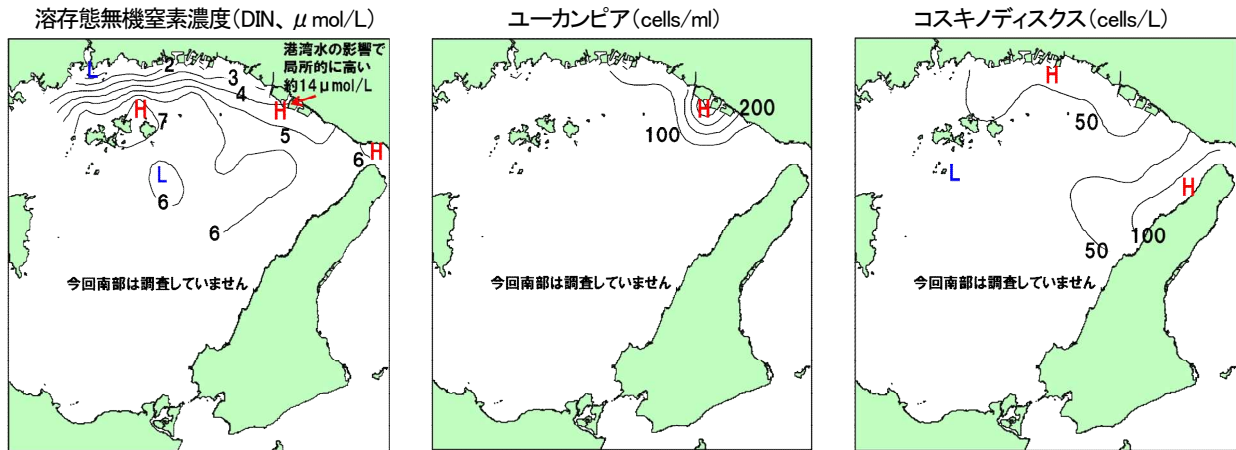 溶存態無機窒素濃度(DIN、μmol/L)
港湾水の影響で
局所的に高い
約14μmol/L
L
2
3
4
H
H
7
5
H
6
L
6
6
今回南部は調査していません
ユーカンピア(cells/ml)
H
200
100
今回南部は調査していません
コスキノディスクス(cells/L)
H
50
L
H
100
50
今回南部は調査していません